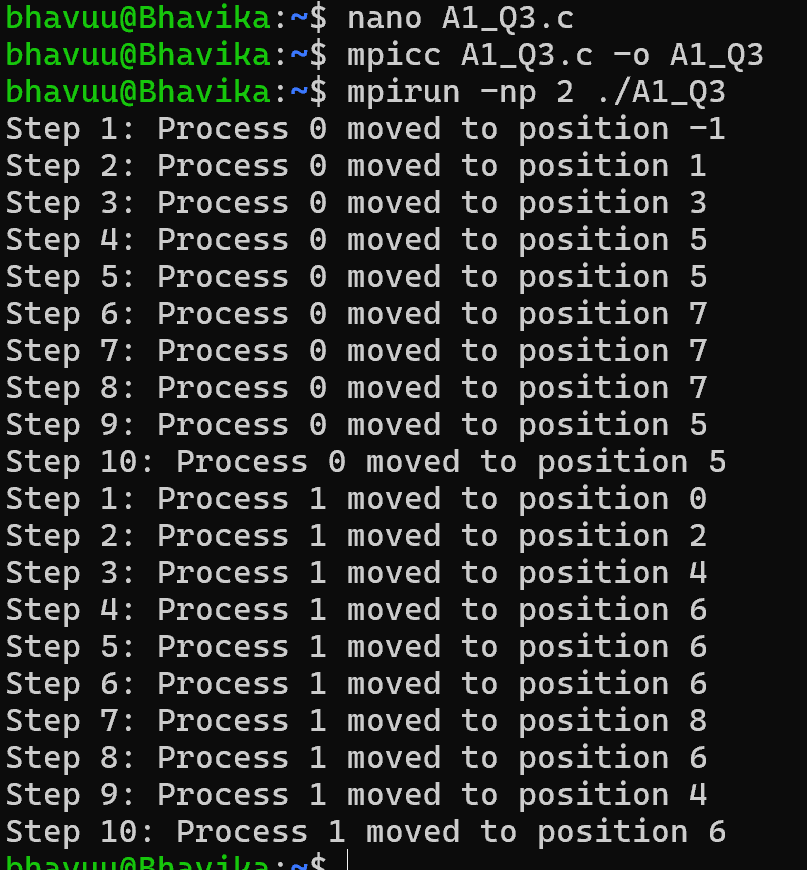 bhavuu@Bhavika:~$ nano A1_Q3.c
bhavuu@Bhavika:~$ mpicc A1_Q3.c -o A1_Q3
bhavuu@Bhavika:~$ mpirun -np 2 ./A1_Q3
Step 1: Process 0 moved to position -1
Step 2: Process 0 moved to position 1
Step 3: Process 0 moved to position 3
Step 4: Process 0 moved to position 5
Step 5: Process 0 moved to position 5
Step 6: Process 0 moved to position 7
Step 7: Process 0 moved to position 7
Step 8: Process 0 moved to position 7
Step 9: Process 0 moved to position 5
Step 10: Process 0 moved to position 5
Step 1: Process 1 moved to position 0
Step 2: Process 1 moved to position 2
Step 3: Process 1 moved to position 4
Step 4: Process 1 moved to position 6
Step 5: Process 1 moved to position 6
Step 6: Process 1 moved to position 6
Step 7: Process 1 moved to position 8
Step 8: Process 1 moved to position 6
Step 9: Process 1 moved to position 4
Step 10: Process 1 moved to position 6
bhavuu@Bhavika:~$